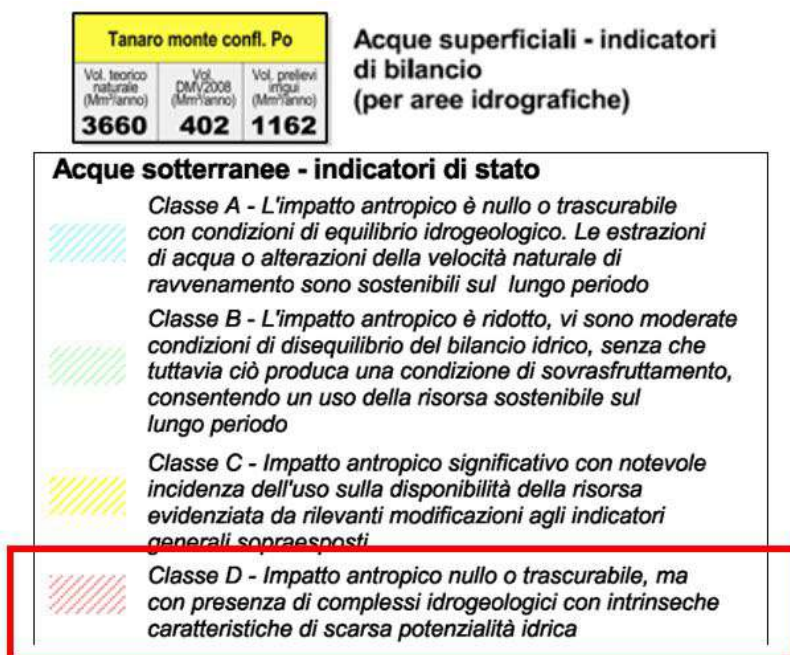 Tanaro monte confl. Po
Vol. teorico naturale (Mm³/anno)
Vol. DMV2008 (Mm³/anno)
Vol. prelievi irrigui (Mm³/anno)
3660 402 1162
Acque superficiali - indicatori
di bilancio
(per aree idrografiche)
Acque sotterranee - indicatori di stato
Classe A - L'impatto antropico è nullo o trascurabile
con condizioni di equilibrio idrogeologico. Le estrazioni
di acqua o alterazioni della velocità naturale di
ravvenamento sono sostenibili sul lungo periodo
Classe B - L'impatto antropico è ridotto, vi sono moderate
condizioni di disequilibrio del bilancio idrico, senza che
tuttavia ciò produca una condizione di sovrasfruttamento,
consentendo un uso della risorsa sostenibile sul
lungo periodo
Classe C - Impatto antropico significativo con notevole
incidenza dell'uso sulla disponibilità della risorsa
evidenziata da rilevanti modificazioni agli indicatori
generali sopraesposti
Classe D - Impatto antropico nullo o trascurabile, ma
con presenza di complessi idrogeologici con intrinseche
caratteristiche di scarsa potenzialità idrica